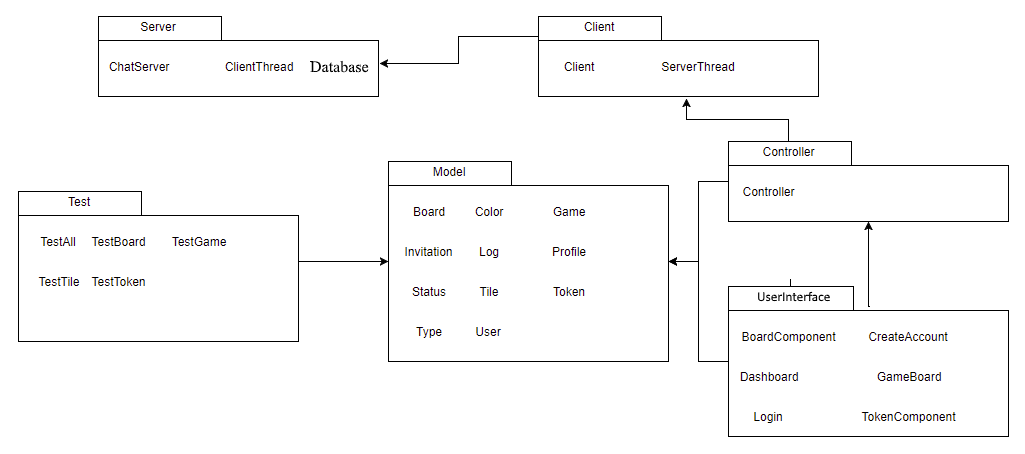 Server
ChatServer ClientThread Database
Client
Client ServerThread
Controller
Controller
Test
TestAll TestBoard TestGame
TestTile TestToken
Model
Board Color Game
Invitation Log Profile
Status Tile Token
Type User
UserInterface
BoardComponent CreateAccount
Dashboard GameBoard
Login TokenComponent